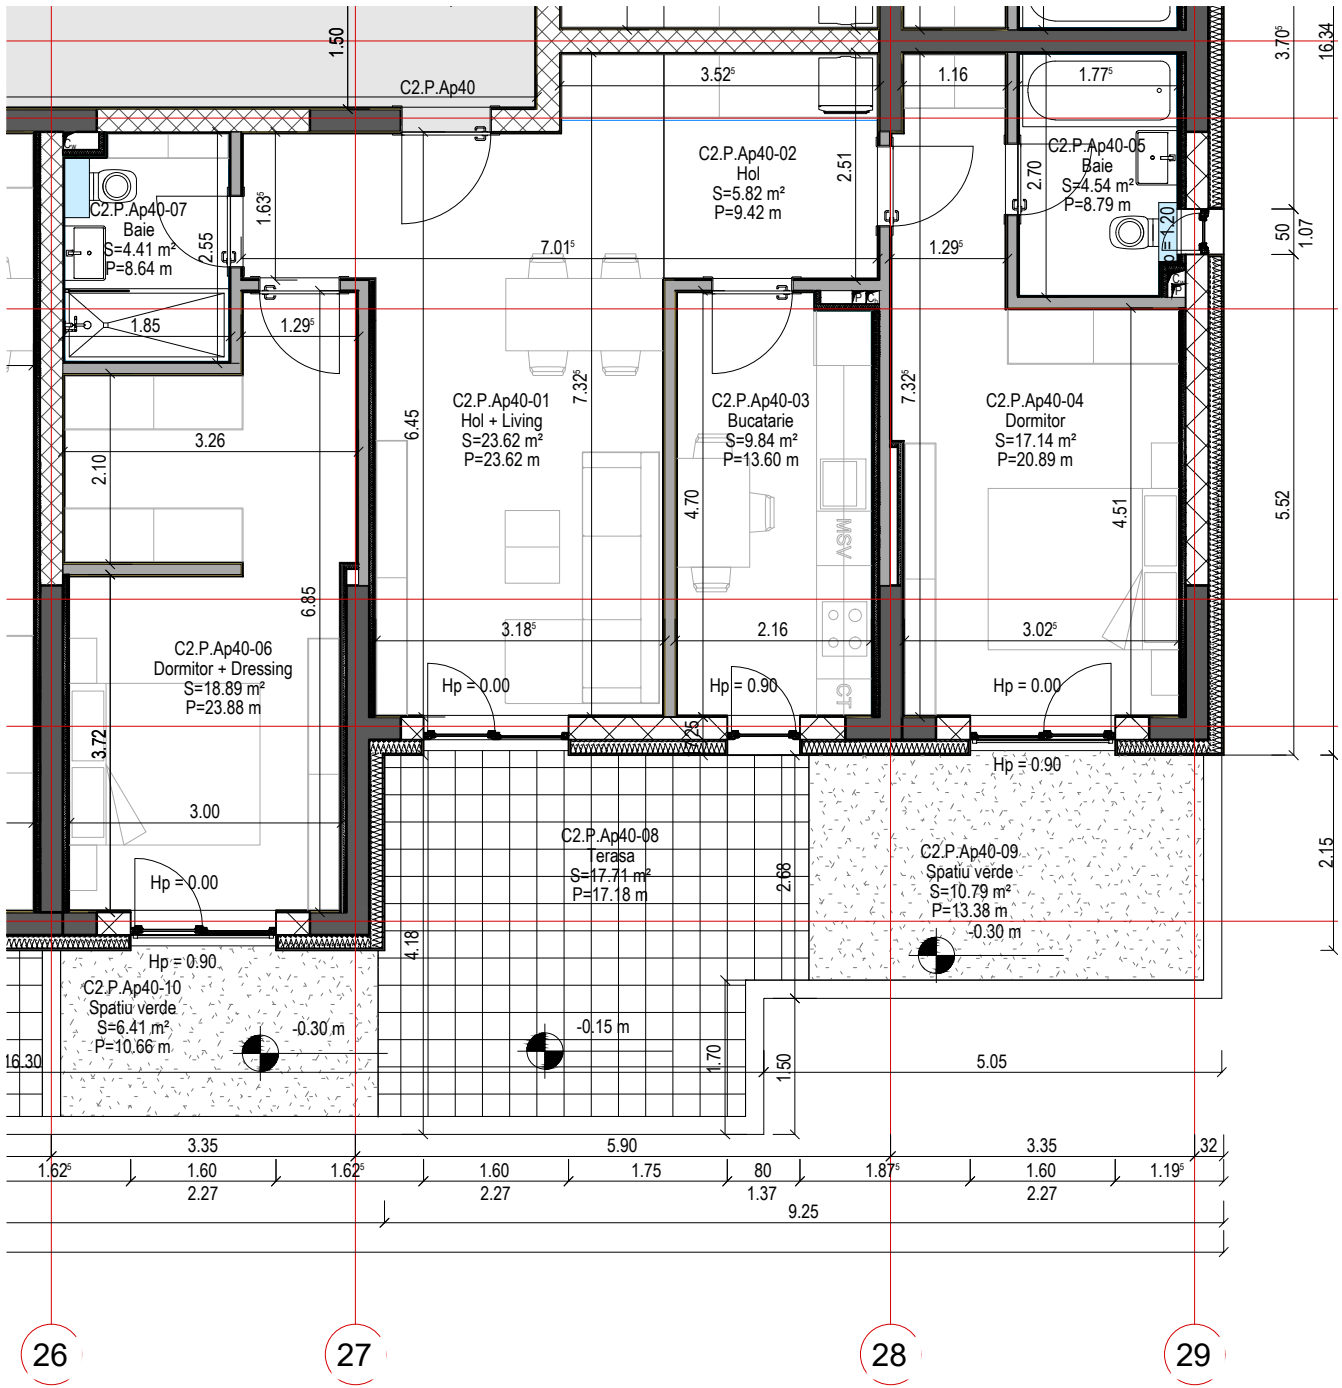 1.50
C2.P.Ap40
3.52⁵
1.16
1.77⁵
3.70⁵
16.34
C2.P.Ap40-02
Hol
S=5.82 m²
P=9.42 m
2.51
C2.P.Ap40-05
Baie
S=4.54 m²
P=8.79 m
2.70
C2.P.Ap40-07
Baie
S=4.41 m²
P=8.64 m
2.55
1.63⁵
7.01⁵
1.29⁵
p = 1.20
50
1.07
1.85
1.29⁵
P
P
6.45
7.32⁵
7.32⁵
C2.P.Ap40-01
Hol + Living
S=23.62 m²
P=23.62 m
C2.P.Ap40-03
Bucatarie
S=9.84 m²
P=13.60 m
C2.P.Ap40-04
Dormitor
S=17.14 m²
P=20.89 m
3.26
2.10
4.70
MSV
4.51
5.52
6.85
3.18⁵
2.16
3.02⁵
C2.P.Ap40-06
Dormitor + Dressing
S=18.89 m²
P=23.88 m
Hp = 0.00
Hp = 0.90
CT
Hp = 0.00
3.72
7.25
Hp = 0.90
3.00
C2.P.Ap40-08
Terasa
S=17.71 m²
P=17.18 m
2.68
C2.P.Ap40-09
Spatiu verde
S=10.79 m²
P=13.38 m
-0.30 m
2.15
Hp = 0.00
4.18
Hp = 0.90
C2.P.Ap40-10
Spatiu verde
S=6.41 m²
P=10.66 m
-0.30 m
-0.15 m
16.30
1.70
1.50
5.05
3.35
5.90
3.35
32
1.62⁵
1.60
1.62⁵
1.60
1.75
80
1.87⁵
1.60
1.19⁵
2.27
2.27
1.37
2.27
9.25
26
27
28
29